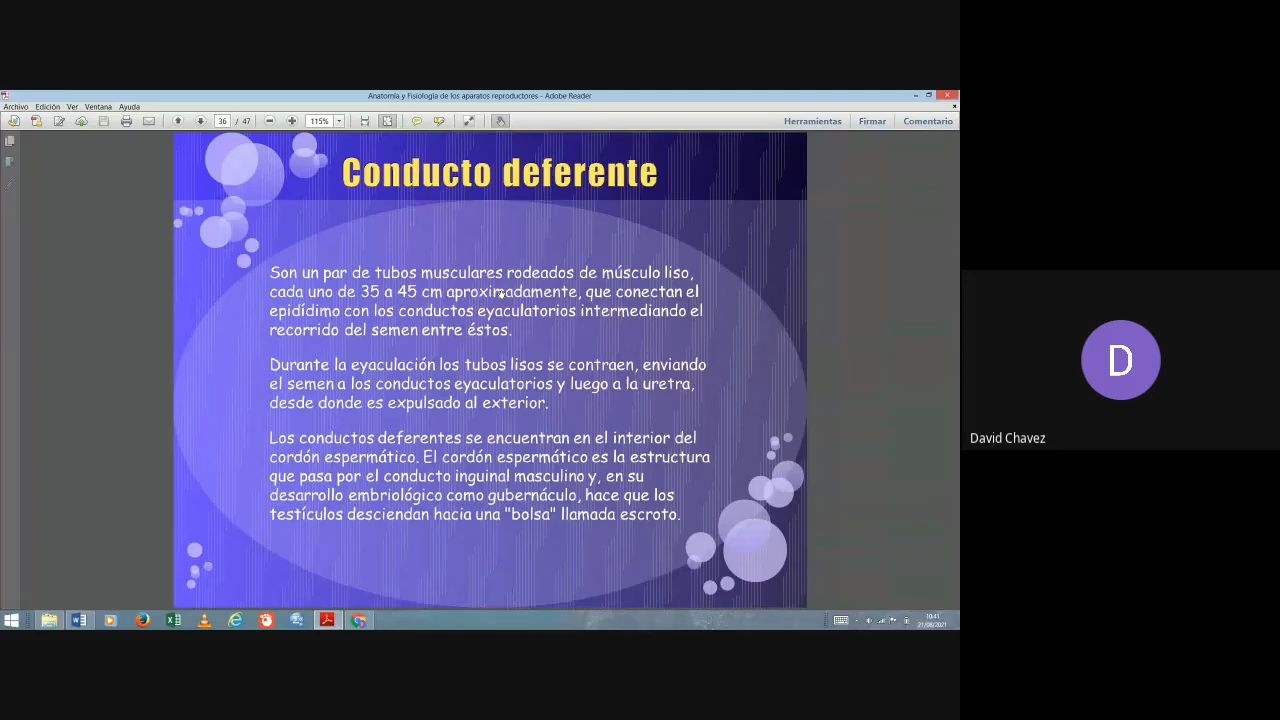 Anatomía y Fisiología de los aparatos reproductores - Adobe Reader
Archivo Edición Ver Ventana Ayuda
36 / 47 115% Herramientas Firmar Comentario
Conducto deferente
Son un par de tubos musculares rodeados de músculo liso,
cada uno de 35 a 45 cm aproximadamente, que conectan el
epidídimo con los conductos eyaculatorios intermediando el
recorrido del semen entre éstos.
Durante la eyaculación los tubos lisos se contraen, enviando
el semen a los conductos eyaculatorios y luego a la uretra,
desde donde es expulsado al exterior.
Los conductos deferentes se encuentran en el interior del
cordón espermático. El cordón espermático es la estructura
que pasa por el conducto inguinal masculino y, en su
desarrollo embriológico como gubernáculo, hace que los
testículos desciendan hacia una "bolsa" llamada escroto.
D
David Chavez
10:41
21/06/2021